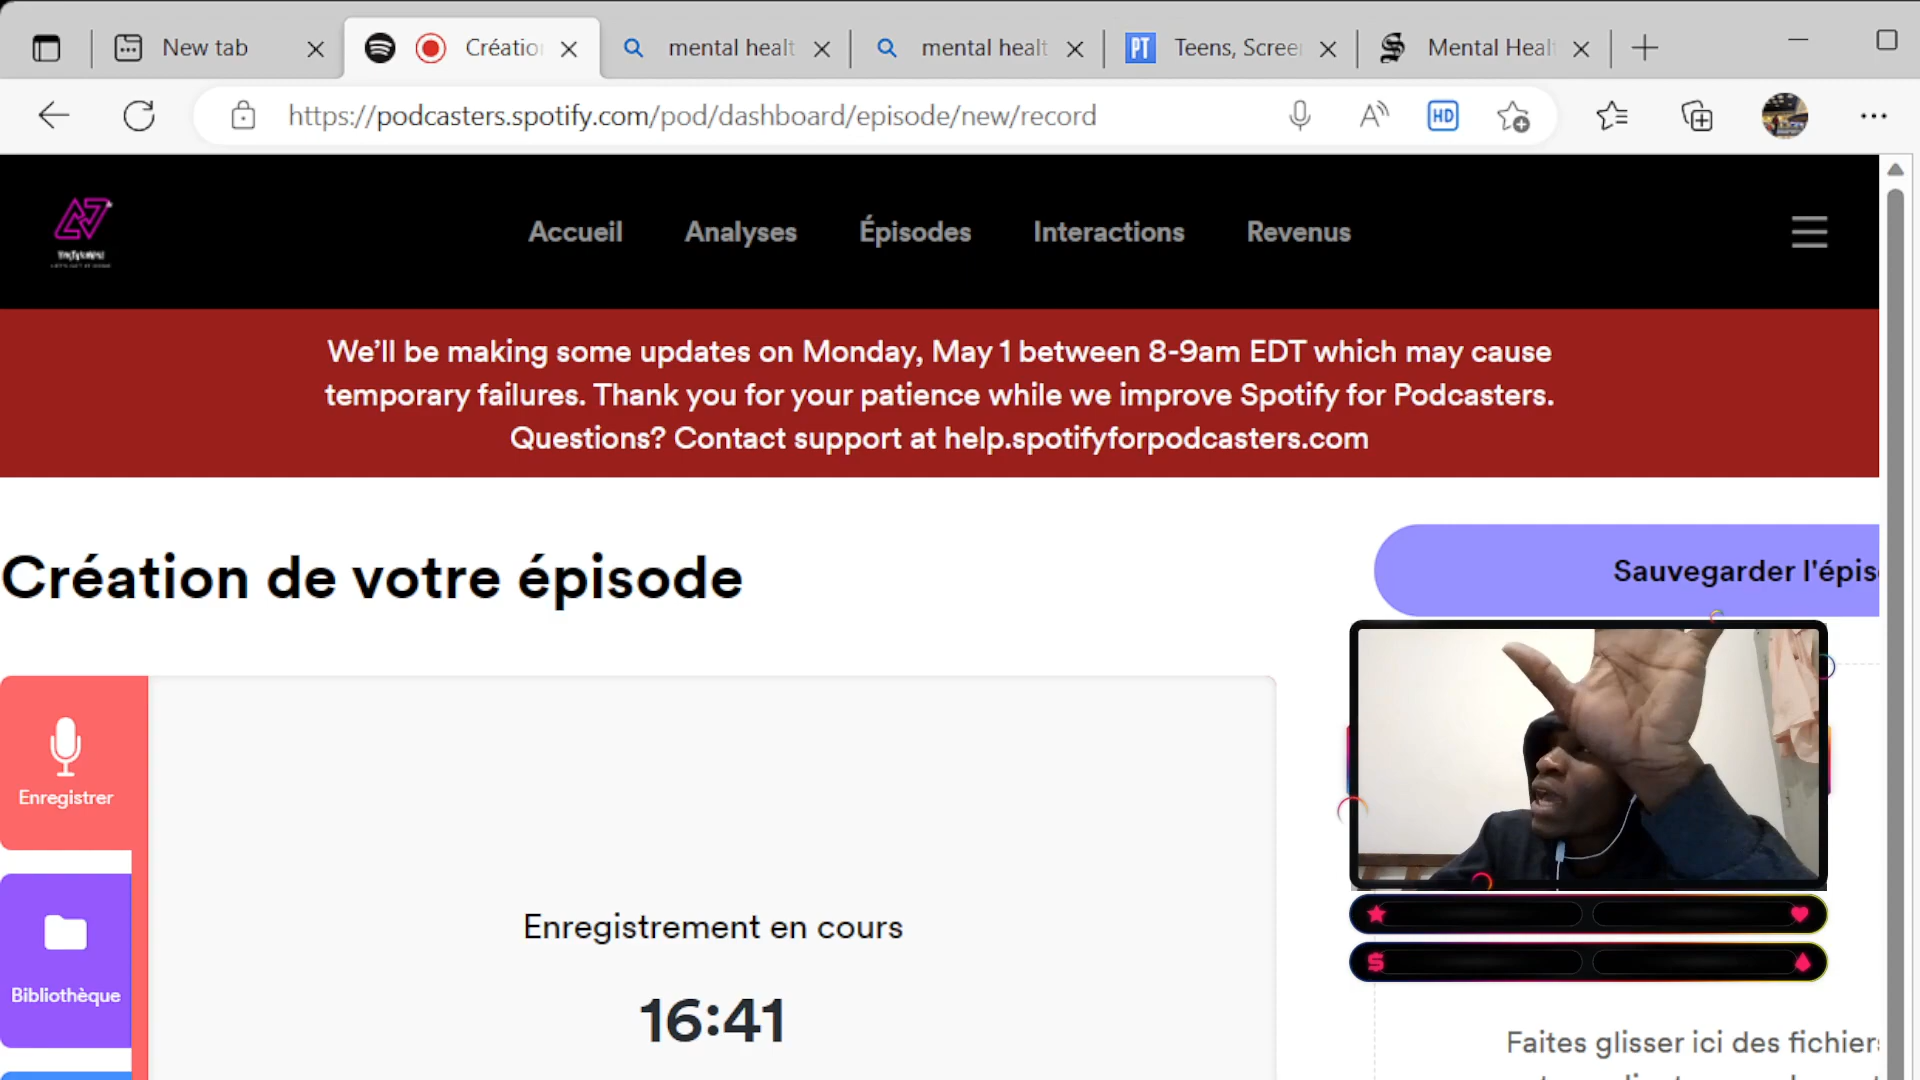 New tab
Créatio
mental healt
mental healt
PT
Teens, Scree
Mental Heal
https://podcasters.spotify.com/pod/dashboard/episode/new/record
HD
Accueil
Analyses
Épisodes
Interactions
Revenus
We’ll be making some updates on Monday, May 1 between 8-9am EDT which may cause
temporary failures. Thank you for your patience while we improve Spotify for Podcasters.
Questions? Contact support at help.spotifyforpodcasters.com
Création de votre épisode
Sauvegarder l'épis
Enregistrer
Bibliothèque
Enregistrement en cours
16:41
Faites glisser ici des fichiers